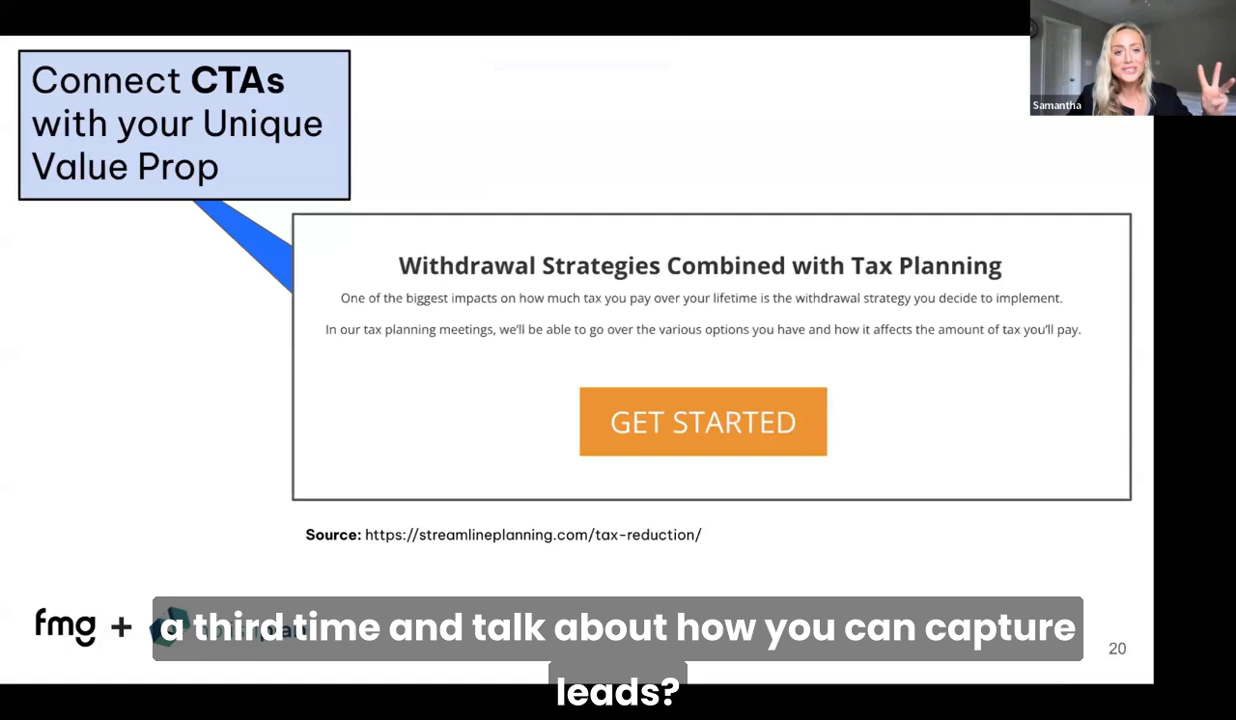 Connect CTAs
with your Unique
Value Prop
Samantha
Withdrawal Strategies Combined with Tax Planning
One of the biggest impacts on how much tax you pay over your lifetime is the withdrawal strategy you decide to implement.
In our tax planning meetings, we'll be able to go over the various options you have and how it affects the amount of tax you'll pay.
GET STARTED
Source: https://streamlineplanning.com/tax-reduction/
fmg +
a third time and talk about how you can capture
leads?
20